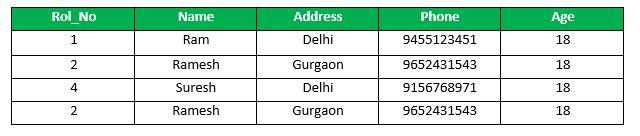 Rol_No Name Address Phone Age
1 Ram Delhi 9455123451 18
2 Ramesh Gurgaon 9652431543 18
4 Suresh Delhi 9156768971 18
2 Ramesh Gurgaon 9652431543 18